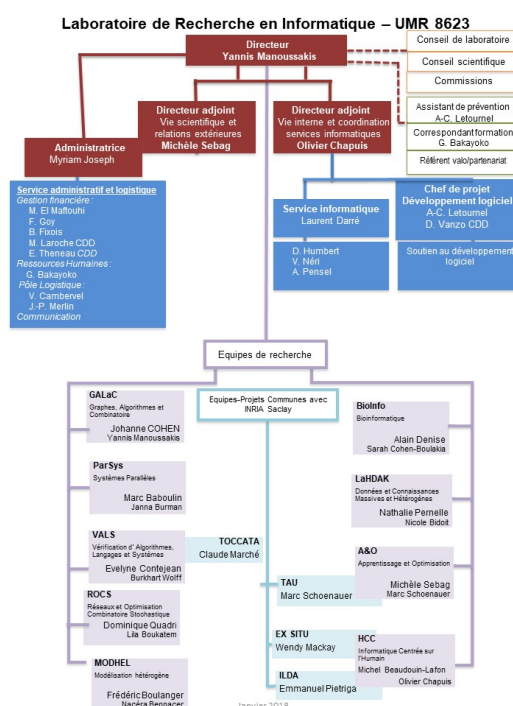 Laboratoire de Recherche en Informatique – UMR 8623
Directeur
Yannis Manoussakis
Conseil de laboratoire
Conseil scientifique
Commissions
Assistant de prévention
A-C. Letournel
Correspondant formation
G. Bakayoko
Référent valo/partenariat
Administratrice
Myriam Joseph
Directeur adjoint
Vie scientifique et
relations extérieures
Michèle Sebag
Directeur adjoint
Vie interne et coordination
services informatiques
Olivier Chapuis
Service administratif et logistique
Gestion financière :
M. El Maftouhi
F. Goy
B. Fixois
M. Laroche CDD
E. Theneau CDD
Ressources Humaines :
G. Bakayoko
Pôle Logistique :
V. Cambervel
J.-P. Merlin
Communication
Service informatique
Laurent Darré
D. Humbert
V. Néri
A. Pensel
Chef de projet
Développement logiciel
A-C. Letournel
D. Vanzo CDD
Soutien au développement
logiciel
Equipes de recherche
Equipes-Projets Communes avec
INRIA Saclay
GALaC
Graphes, Algorithmes et
Combinatoire
Johanne COHEN
Yannis Manoussakis
ParSys
Systèmes Parallèles
Marc Baboulin
Janna Burman
VALS
Vérification d' Algorithmes,
Langages et Systèmes
Evelyne Contejean
Burkhart Wolff
ROCS
Réseaux et Optimisation
Combinatoire Stochastique
Dominique Quadri
Lila Boukatem
MODHEL
Modélisation hétérogène
Frédéric Boulanger
Nacéra Bennacer
TOCCATA
Claude Marché
TAU
Marc Schoenauer
EX SITU
Wendy Mackay
ILDA
Emmanuel Pietriga
BioInfo
Bioinformatique
Alain Denise
Sarah Cohen-Boulakia
LaHDAK
Données et Connaissances
Massives et Hétérogènes
Nathalie Pernelle
Nicole Bidoit
A&O
Apprentissage et Optimisation
Michèle Sebag
Marc Schoenauer
HCC
Informatique Centrée sur
l'Humain
Michel Beaudouin-Lafon
Olivier Chapuis
Janvier 2018